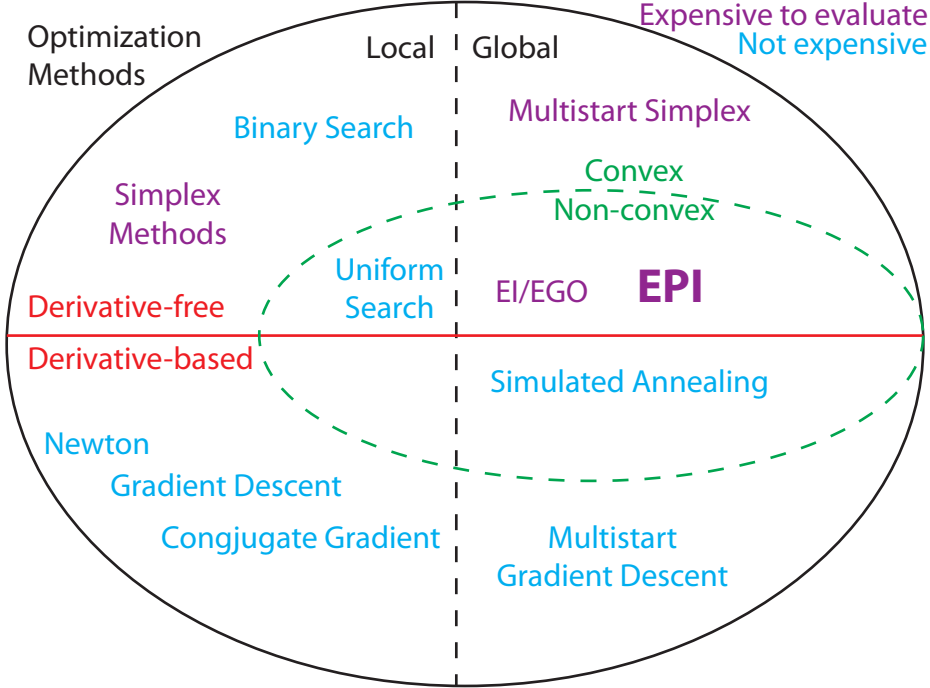 Optimization
Methods
Local
Global
Expensive to evaluate
Not expensive
Binary Search
Multistart Simplex
Simplex
Methods
Convex
Non-convex
Uniform
Search
EI/EGO
EPI
Derivative-free
Derivative-based
Simulated Annealing
Newton
Gradient Descent
Congjugate Gradient
Multistart
Gradient Descent